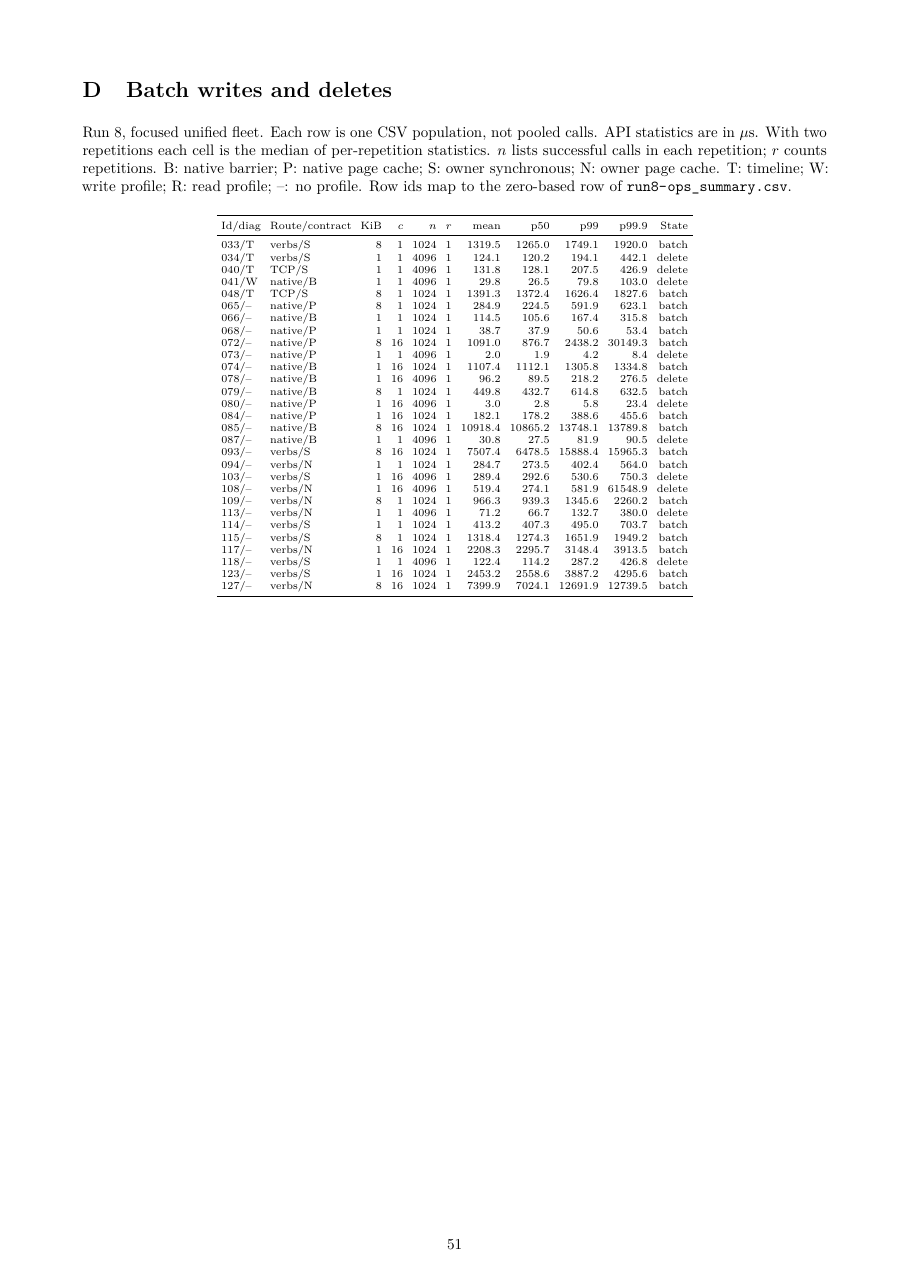 D Batch writes and deletes
Run 8, focused unified fleet. Each row is one CSV population, not pooled calls. API statistics are in μs. With two
repetitions each cell is the median of per-repetition statistics. n lists successful calls in each repetition; r counts
repetitions. B: native barrier; P: native page cache; S: owner synchronous; N: owner page cache. T: timeline; W:
write profile; R: read profile; –: no profile. Row ids map to the zero-based row of run8-ops_summary.csv.
Id/diag Route/contract KiB c n r mean p50 p99 p99.9 State
033/T verbs/S 8 1 1024 1 1319.5 1265.0 1749.1 1920.0 batch
034/T verbs/S 1 1 4096 1 124.1 120.2 194.1 442.1 delete
040/T TCP/S 1 1 4096 1 131.8 128.1 207.5 426.9 delete
041/W native/B 1 1 4096 1 29.8 26.5 79.8 103.0 delete
048/T TCP/S 8 1 1024 1 1391.3 1372.4 1626.4 1827.6 batch
065/– native/P 8 1 1024 1 284.9 224.5 591.9 623.1 batch
066/– native/B 1 1 1024 1 114.5 105.6 167.4 315.8 batch
068/– native/P 1 1 1024 1 38.7 37.9 50.6 53.4 batch
072/– native/P 8 16 1024 1 1091.0 876.7 2438.2 30149.3 batch
073/– native/P 1 1 4096 1 2.0 1.9 4.2 8.4 delete
074/– native/B 1 16 1024 1 1107.4 1112.1 1305.8 1334.8 batch
078/– native/B 1 16 4096 1 96.2 89.5 218.2 276.5 delete
079/– native/B 8 1 1024 1 449.8 432.7 614.8 632.5 batch
080/– native/P 1 16 4096 1 3.0 2.8 5.8 23.4 delete
084/– native/P 1 16 1024 1 182.1 178.2 388.6 455.6 batch
085/– native/B 8 16 1024 1 10918.4 10865.2 13748.1 13789.8 batch
087/– native/B 1 1 4096 1 30.8 27.5 81.9 90.5 delete
093/– verbs/S 8 16 1024 1 7507.4 6478.5 15888.4 15965.3 batch
094/– verbs/N 1 1 1024 1 284.7 273.5 402.4 564.0 batch
103/– verbs/S 1 16 4096 1 289.4 292.6 530.6 750.3 delete
108/– verbs/N 1 16 4096 1 519.4 274.1 581.9 61548.9 delete
109/– verbs/N 8 1 1024 1 966.3 939.3 1345.6 2260.2 batch
113/– verbs/N 1 1 4096 1 71.2 66.7 132.7 380.0 delete
114/– verbs/S 1 1 1024 1 413.2 407.3 495.0 703.7 batch
115/– verbs/S 8 1 1024 1 1318.4 1274.3 1651.9 1949.2 batch
117/– verbs/N 1 16 1024 1 2208.3 2295.7 3148.4 3913.5 batch
118/– verbs/S 1 1 4096 1 122.4 114.2 287.2 426.8 delete
123/– verbs/S 1 16 1024 1 2453.2 2558.6 3887.2 4295.6 batch
127/– verbs/N 8 16 1024 1 7399.9 7024.1 12691.9 12739.5 batch
51